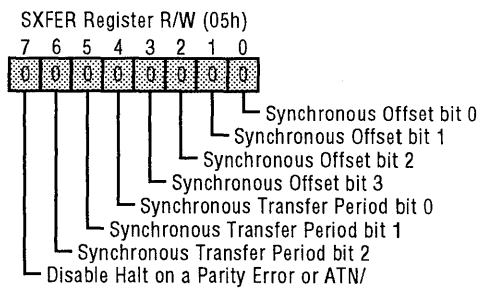 SXFER Register R/W (05h)
7 6 5 4 3 2 1 0
0 0 0 0 0 0 0 0
Synchronous Offset bit 0
Synchronous Offset bit 1
Synchronous Offset bit 2
Synchronous Offset bit 3
Synchronous Transfer Period bit 0
Synchronous Transfer Period bit 1
Synchronous Transfer Period bit 2
Disable Halt on a Parity Error or ATN/